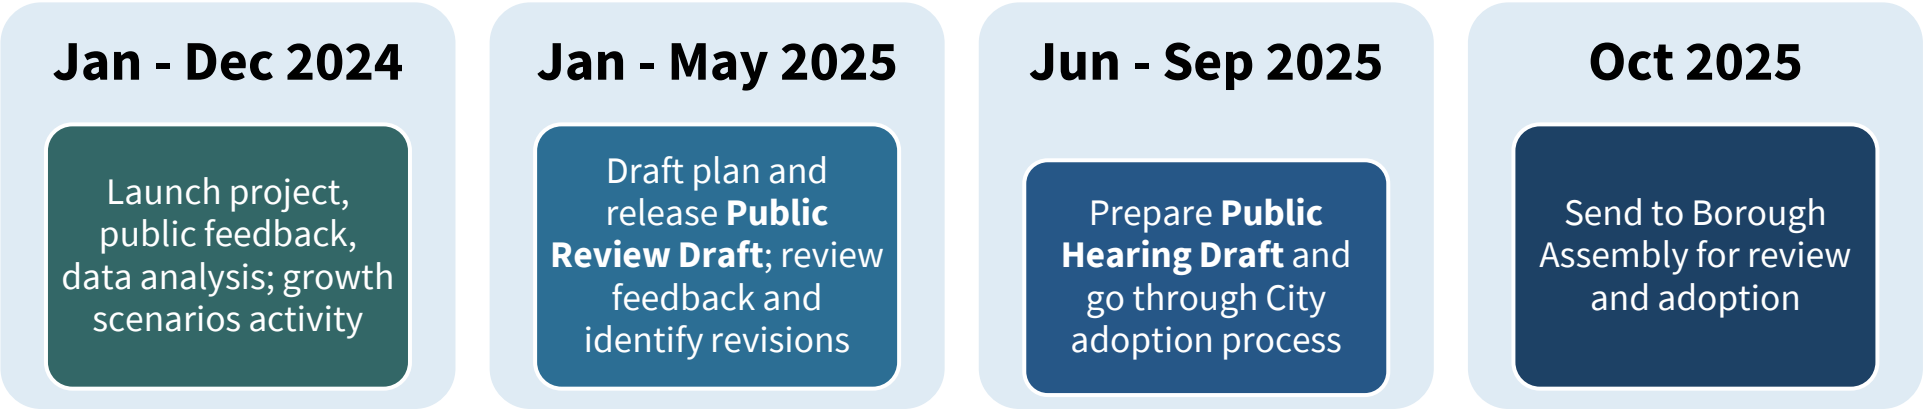 Jan - Dec 2024
Launch project,
public feedback,
data analysis; growth
scenarios activity
Jan - May 2025
Draft plan and
release Public
Review Draft; review
feedback and
identify revisions
Jun - Sep 2025
Prepare Public
Hearing Draft and
go through City
adoption process
Oct 2025
Send to Borough
Assembly for review
and adoption